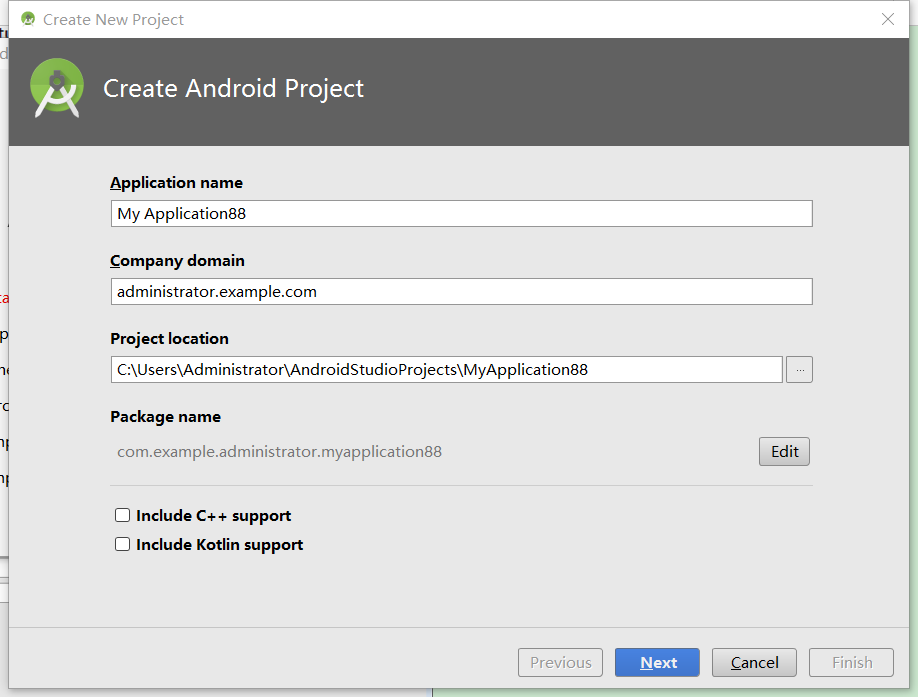 Create New Project
Create Android Project
Application name
My Application88
Company domain
administrator.example.com
Project location
C:\Users\Administrator\AndroidStudioProjects\MyApplication88
...
Package name
com.example.administrator.myapplication88
Edit
Include C++ support
Include Kotlin support
Previous
Next
Cancel
Finish